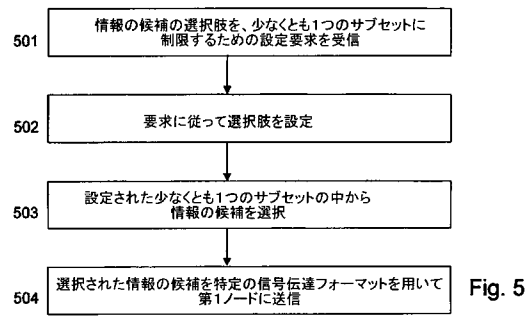 501
情報の候補の選択肢を、少なくとも1つのサブセットに
制限するための設定要求を受信
502
要求に従って選択肢を設定
503
設定された少なくとも1つのサブセットの中から
情報の候補を選択
504
選択された情報の候補を特定の信号伝達フォーマットを用いて
第1ノードに送信
Fig. 5